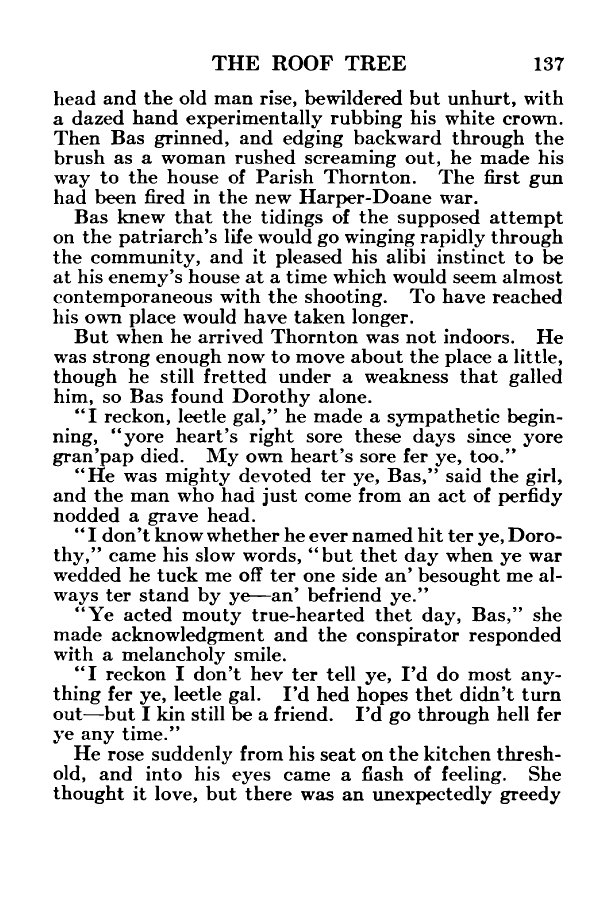 THE ROOF TREE 137
head and the old man rise, bewildered but unhurt, with
a dazed hand experimentally rubbing his white crown.
Then Bas grinned, and edging backward through the
brush as a woman rushed screaming out, he made his
way to the house of Parish Thornton. The first gun
had been fired in the new Harper-Doane war.
Bas knew that the tidings of the supposed attempt
on the patriarch's life would go winging rapidly through
the community, and it pleased his alibi instinct to be
at his enemy's house at a time which would seem almost
contemporaneous with the shooting. To have reached
his own place would have taken longer.
But when he arrived Thornton was not indoors. He
was strong enough now to move about the place a little,
though he still fretted under a weakness that galled
him, so Bas found Dorothy alone.
"I reckon, leetle gal," he made a sympathetic begin-
ning, "yore heart's right sore these days since yore
gran'pap died. My own heart's sore fer ye, too."
"He was mighty devoted ter ye, Bas," said the girl,
and the man who had just come from an act of perfidy
nodded a grave head.
"I don't know whether he ever named hit ter ye, Doro-
thy," came his slow words, "but thet day when ye war
wedded he tuck me off ter one side an' besought me al-
ways ter stand by ye—an' befriend ye."
"Ye acted mouty true-hearted thet day, Bas," she
made acknowledgment and the conspirator responded
with a melancholy smile.
"I reckon I don't hev ter tell ye, I'd do most any-
thing fer ye, leetle gal. I'd hed hopes thet didn't turn
out—but I kin still be a friend. I'd go through hell fer
ye any time."
He rose suddenly from his seat on the kitchen thresh-
old, and into his eyes came a flash of feeling. She
thought it love, but there was an unexpectedly greedy